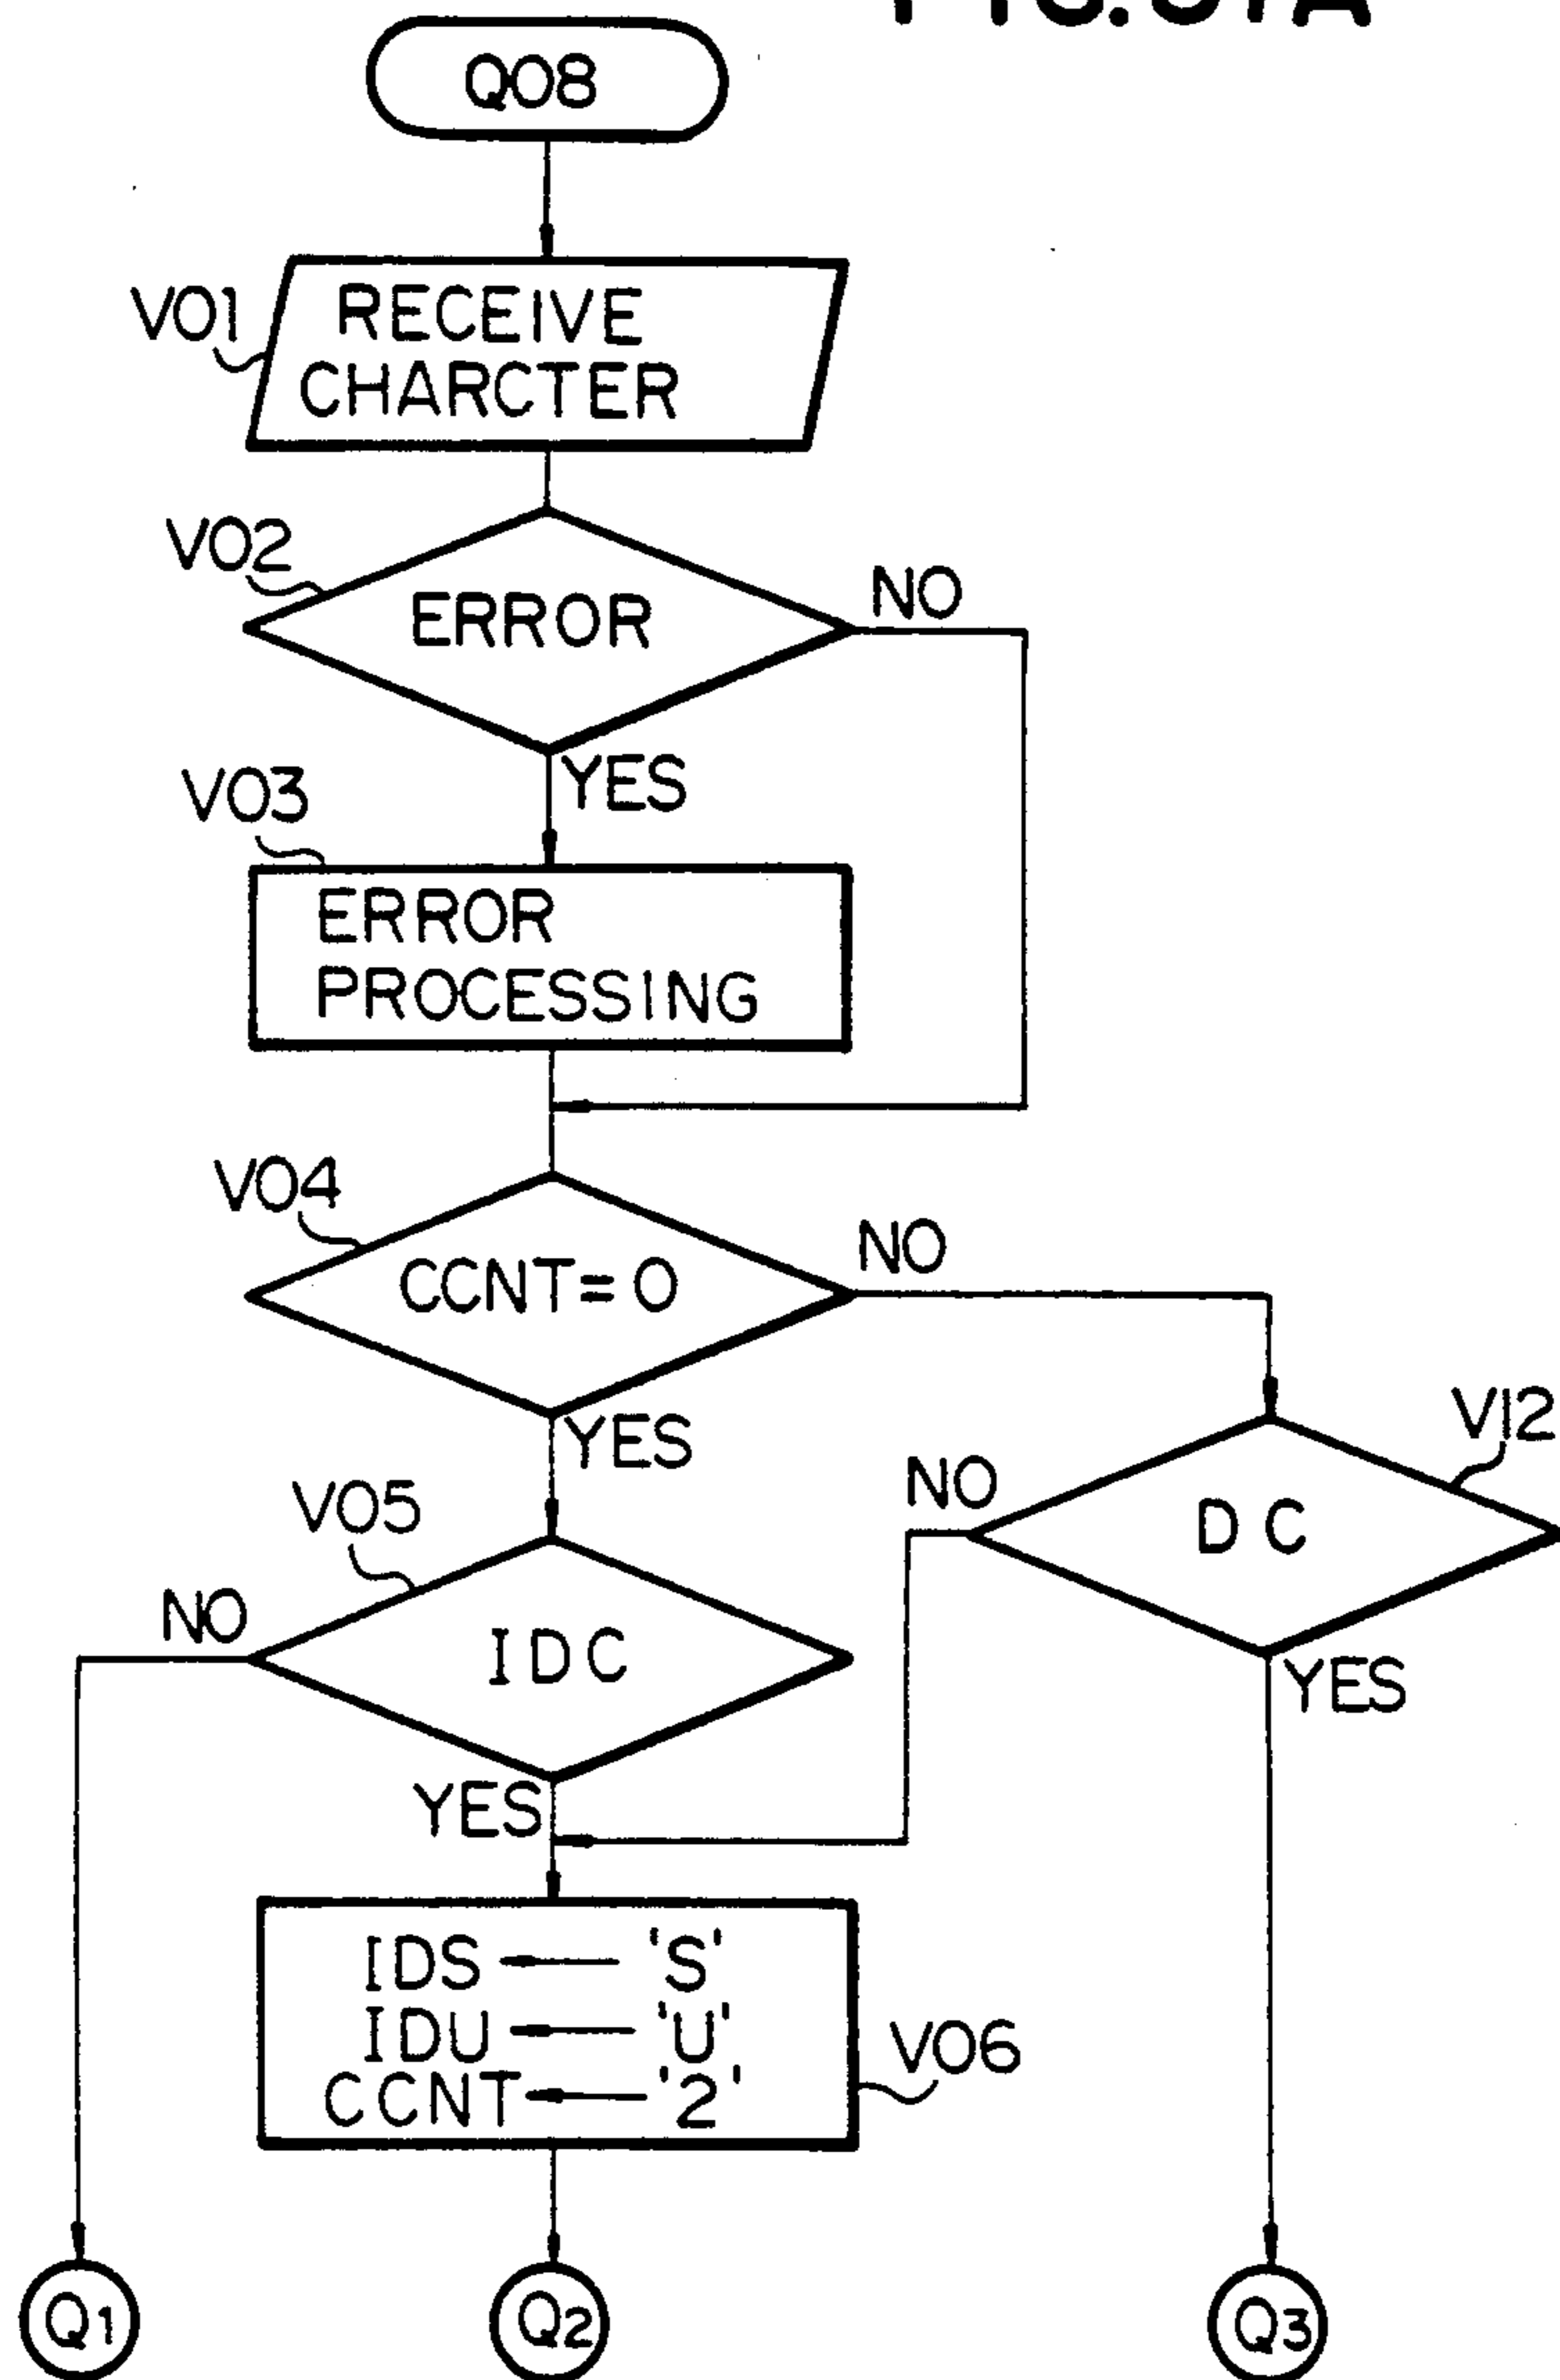 Q08
V01
RECEIVE
CHARCTER
V02
ERROR
NO
YES
V03
ERROR
PROCESSING
V04
CCNT=0
NO
YES
V12
NO
DC
YES
V05
NO
IDC
YES
IDS ← 'S'
IDU ← 'U'
CCNT ← '2'
V06
Q1
Q2
Q3